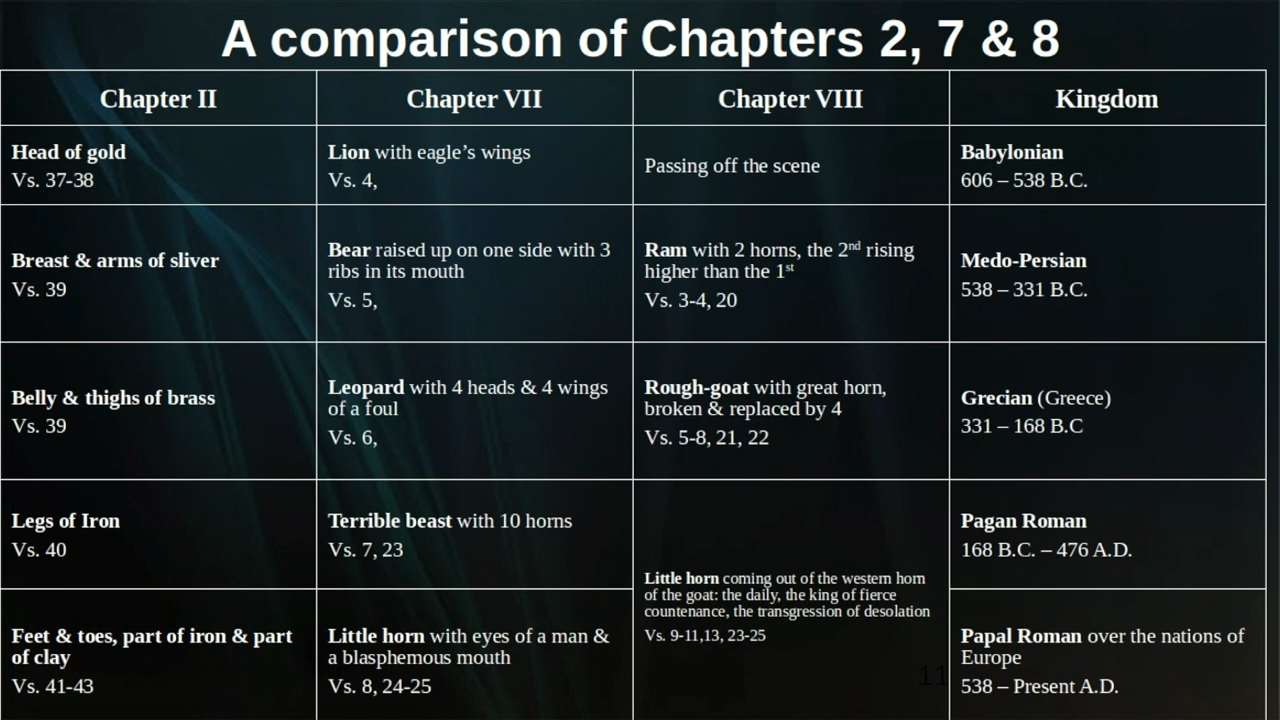 A comparison of Chapters 2, 7 & 8
Chapter II
Chapter VII
Chapter VIII
Kingdom
Head of gold
Vs. 37-38
Lion with eagle’s wings
Vs. 4,
Passing off the scene
Babylonian
606 – 538 B.C.
Breast & arms of sliver
Vs. 39
Bear raised up on one side with 3
ribs in its mouth
Vs. 5,
Ram with 2 horns, the 2nd rising
higher than the 1st
Vs. 3-4, 20
Medo-Persian
538 – 331 B.C.
Belly & thighs of brass
Vs. 39
Leopard with 4 heads & 4 wings
of a foul
Vs. 6,
Rough-goat with great horn,
broken & replaced by 4
Vs. 5-8, 21, 22
Grecian (Greece)
331 – 168 B.C
Legs of Iron
Vs. 40
Terrible beast with 10 horns
Vs. 7, 23
Little horn coming out of the western horn
of the goat: the daily, the king of fierce
countenance, the transgression of desolation
Vs. 9-11,13, 23-25
Pagan Roman
168 B.C. – 476 A.D.
Feet & toes, part of iron & part
of clay
Vs. 41-43
Little horn with eyes of a man &
a blasphemous mouth
Vs. 8, 24-25
Papal Roman over the nations of
Europe
538 – Present A.D.
11